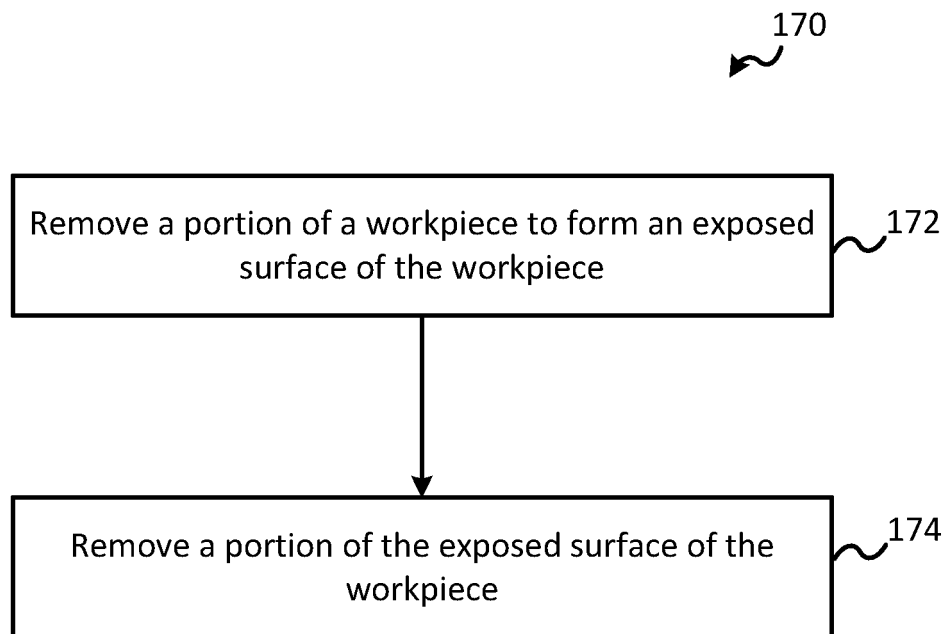 170
Remove a portion of a workpiece to form an exposed
surface of the workpiece
172
Remove a portion of the exposed surface of the
workpiece
174